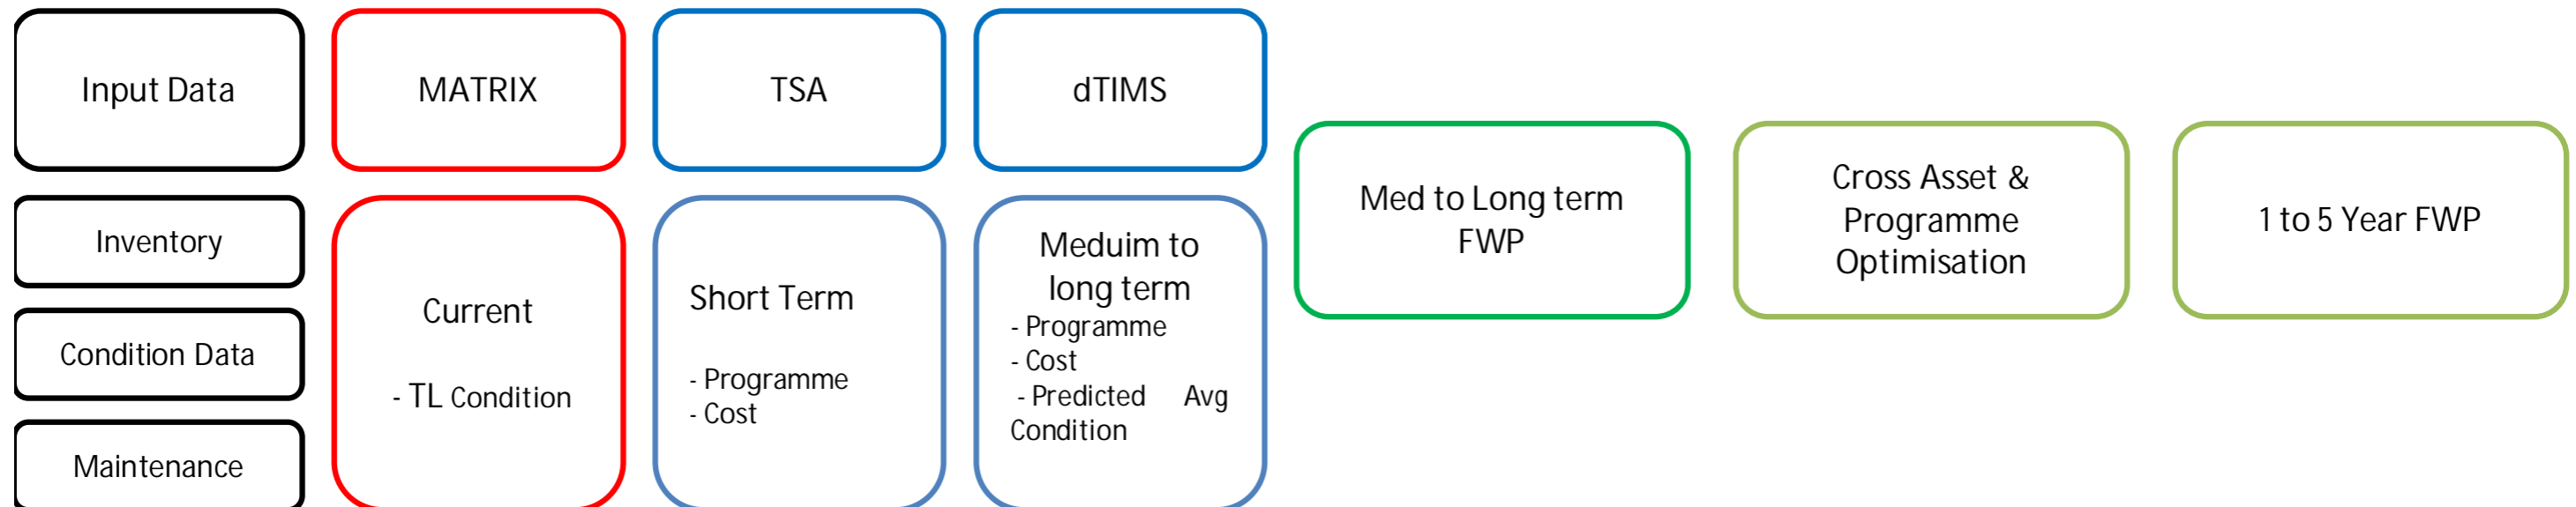 Input Data
MATRIX
TSA
dTIMS
Inventory
Condition Data
Maintenance
Current
- TL Condition
Short Term
- Programme
- Cost
Meduim to
long term
- Programme
- Cost
- Predicted Avg
Condition
Med to Long term
FWP
Cross Asset &
Programme
Optimisation
1 to 5 Year FWP